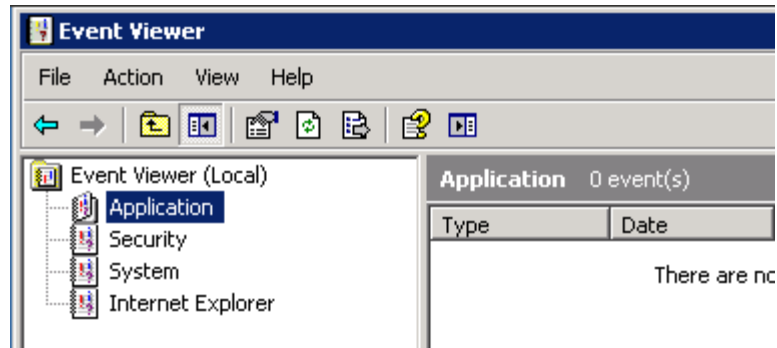 Event Viewer
File Action View Help
Event Viewer (Local)
Application
Security
System
Internet Explorer
Application 0 event(s)
Type Date
There are no